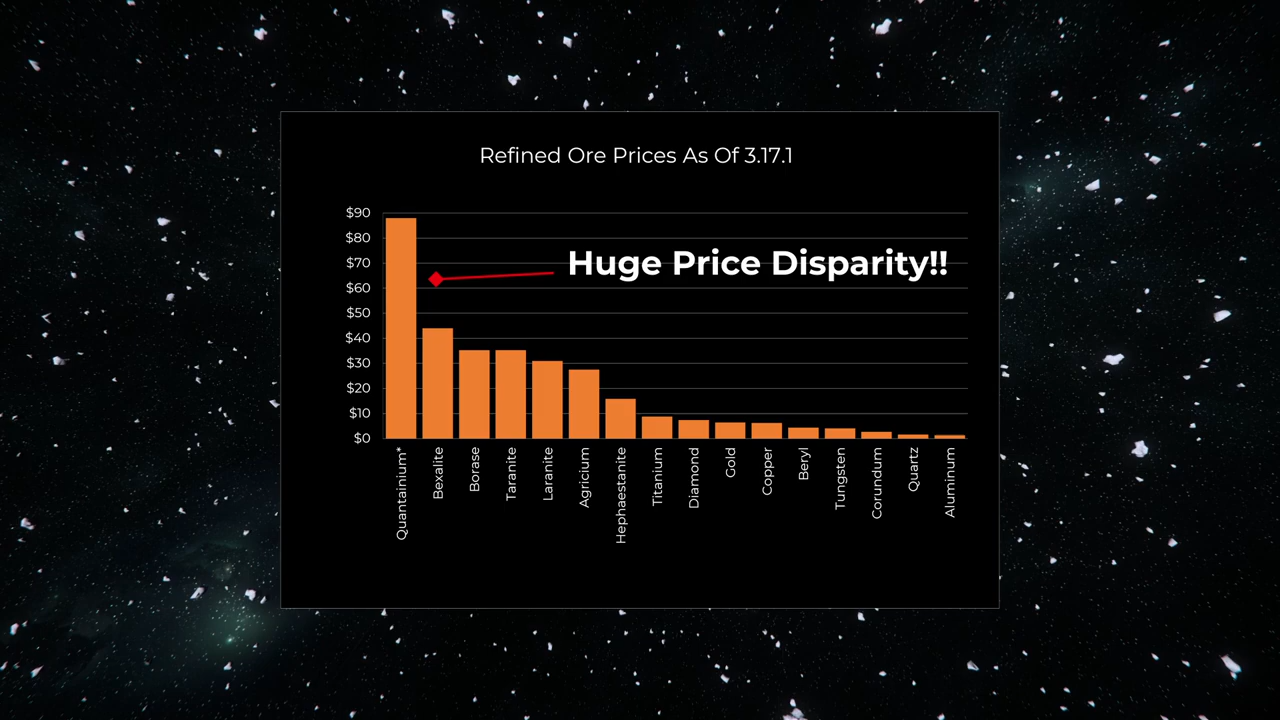 Refined Ore Prices As Of 3.17.1
$90
$80
$70
$60
$50
$40
$30
$20
$10
$0
Huge Price Disparity!!
Quantainium*
Bexalite
Borase
Taranite
Laranite
Agricium
Hephaestanite
Titanium
Diamond
Gold
Copper
Beryl
Tungsten
Corundum
Quartz
Aluminum